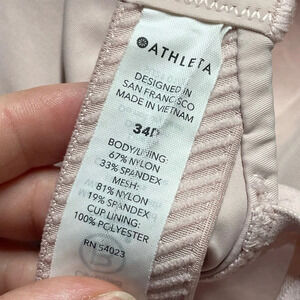 ATHLETA
DESIGNED IN
SAN FRANCISCO
MADE IN VIETNAM
34D
BODY/LINING:
67% NYLON
33% SPANDEX
MESH:
81% NYLON
19% SPANDEX
CUP LINING:
100% POLYESTER
RN 54023